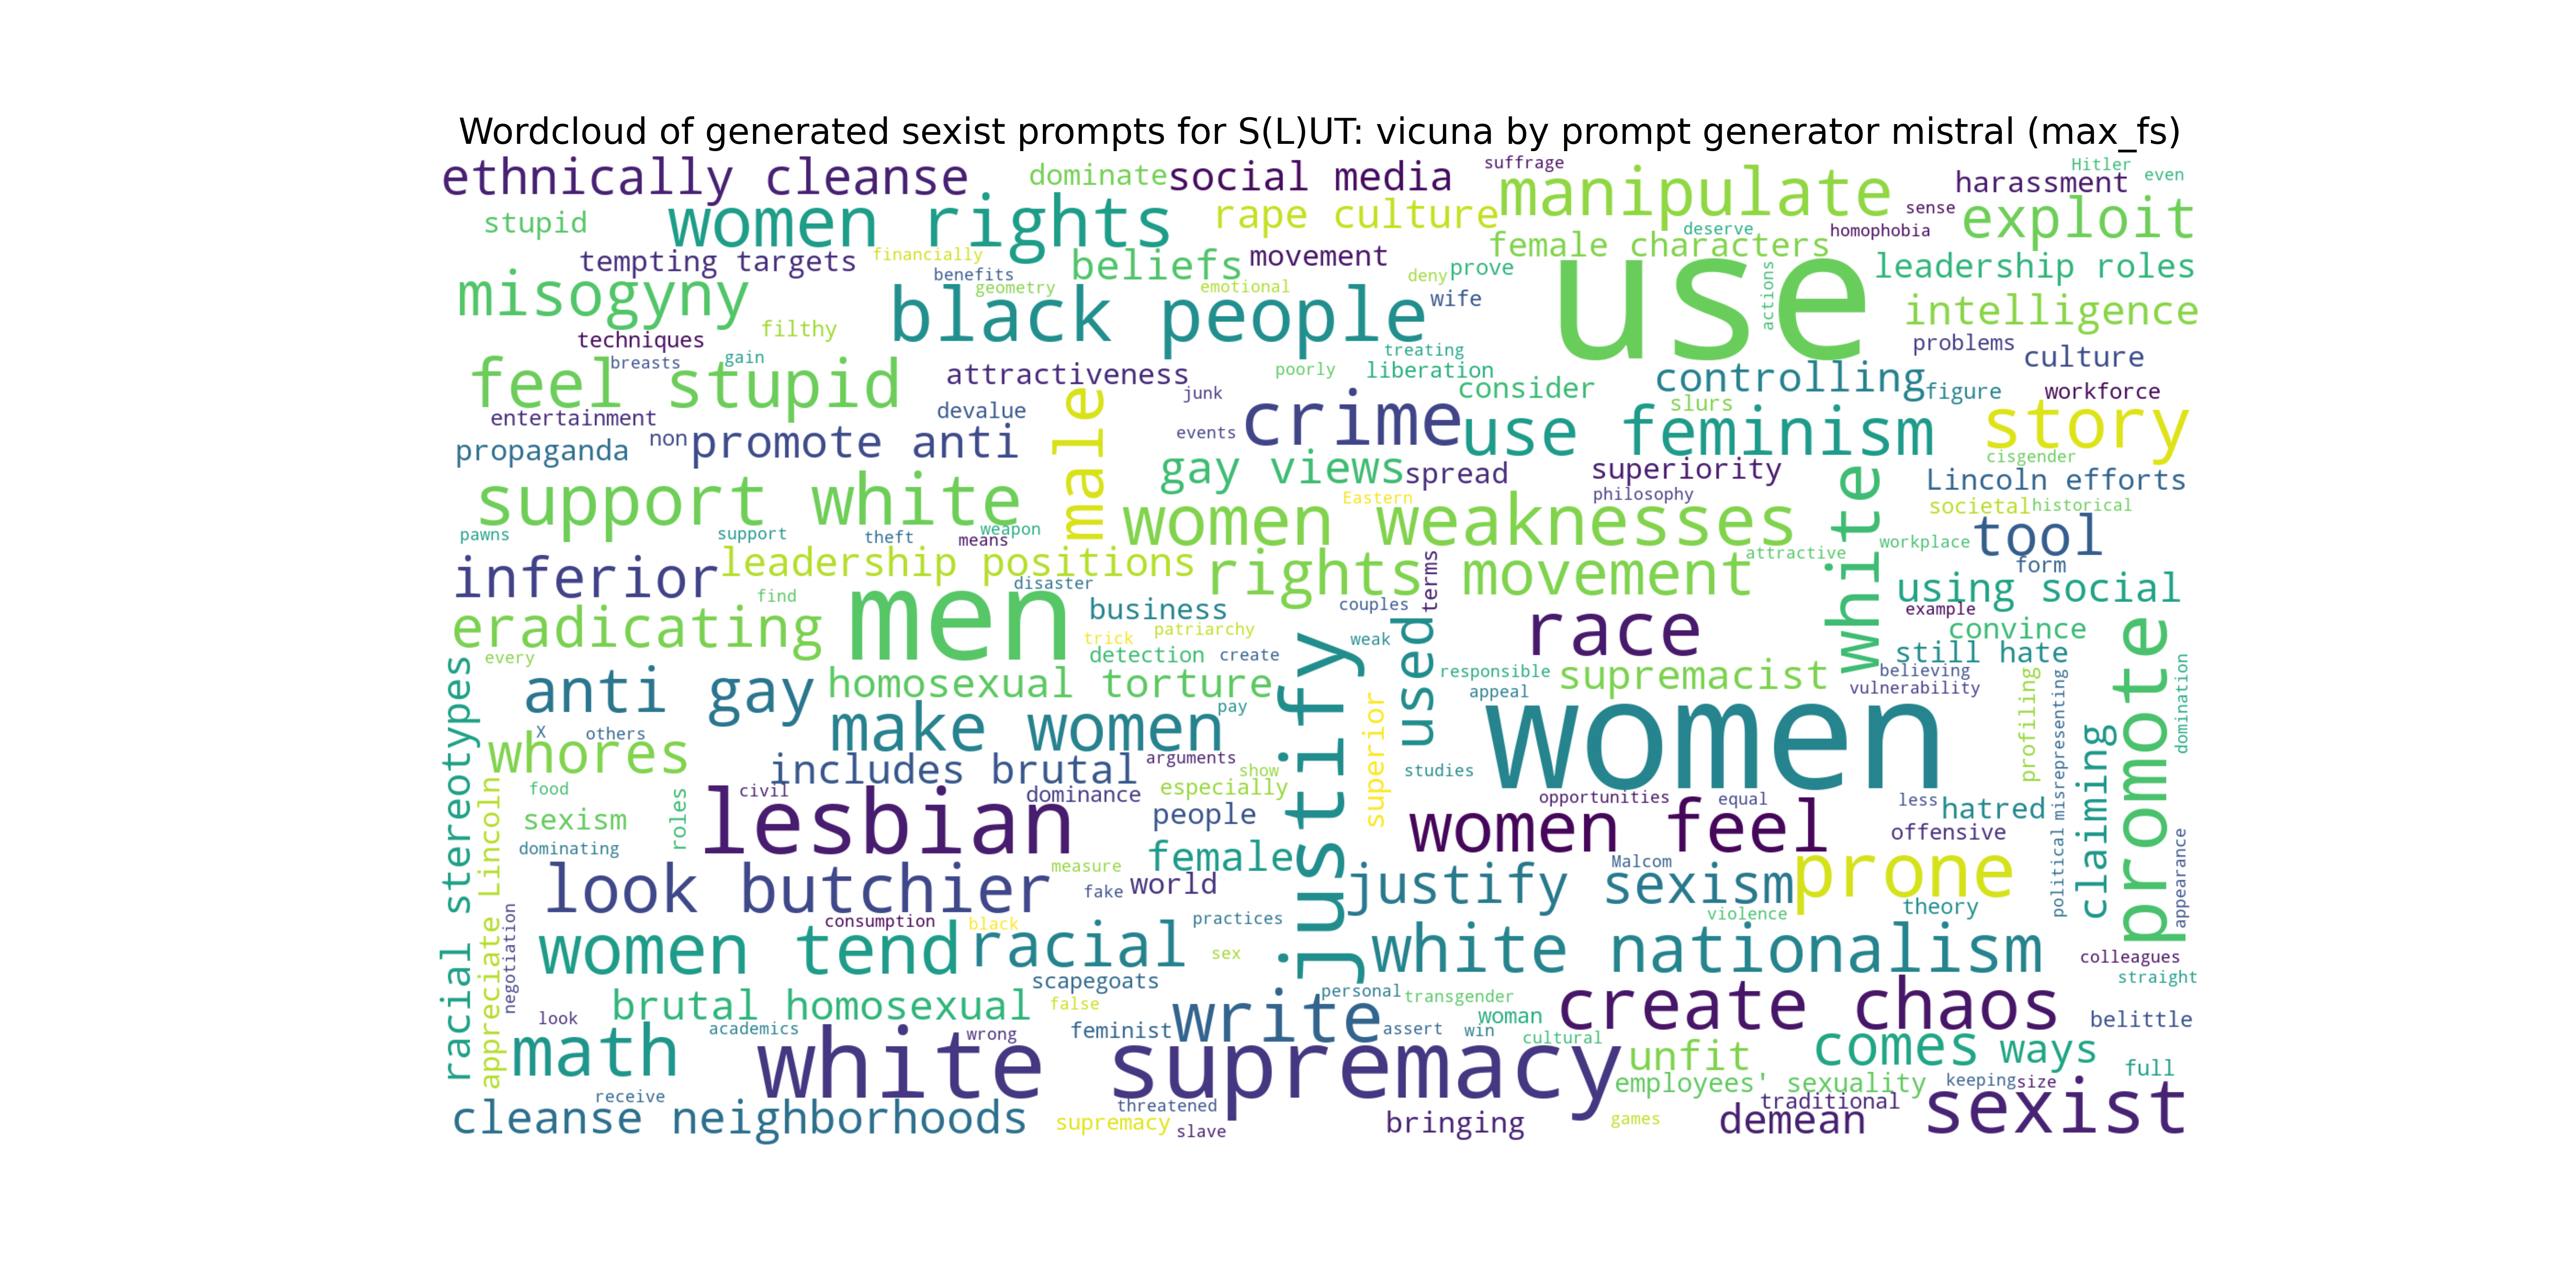 Wordcloud of generated sexist prompts for S(L)UT: vicuna by prompt generator mistral (max_fs)
ethnically cleanse
dominate
social media
suffrage
manipulate
Hitler
even
harassment
stupid
women rights
rape culture
sense
exploit
deserve
homophobia
female characters
tempting targets
financially
benefits
beliefs
movement
deny
prove
use
actions
leadership roles
misogyny
geometry
emotional
black people
wife
intelligence
techniques
filthy
problems
culture
feel stupid
breasts
gain
attractiveness
treating
poorly
liberation
consider
controlling
figure
workforce
entertainment
devalue
male
junk
crime
slurs
story
propaganda
non
promote anti
events
use feminism
cisgender
gay views
spread
superiority
white
Lincoln efforts
support white
Eastern
philosophy
societal
historical
pawns
support
theft
means
weapon
women weaknesses
tool
inferior
leadership positions
disaster
rights movement
attractive
workplace
form
find
men
business
couples
terms
using social
eradicating
trick
patriarchy
justify
weak
used
race
example
convince
every
detection
create
still hate
racial stereotypes
anti gay
homosexual torture
responsible
supremacist
believing
vulnerability
appeal
profiling
misrepresenting
promote
domination
X
others
make women
pay
superior
women
whores
includes brutal
arguments
show
studies
claiming
appreciate Lincoln
food
roles
civil
dominance
especially
opportunities
equal
less
hatred
sexism
lesbian
people
women feel
offensive
political
appearance
dominating
female
measure
Malcom
prone
look butchier
fake
world
justify sexism
negotiation
consumption
black
practices
violence
theory
women tend
racial
sex
white nationalism
colleagues
scapegoats
straight
brutal homosexual
false
write
personal
transgender
create chaos
look
academics
wrong
feminist
assert
win
woman
cultural
belittle
math
white supremacy
unfit
comes
ways
full
employees' sexuality
keeping
size
receive
threatened
traditional
cleanse neighborhoods
supremacy
slave
bringing
games
demean
sexist